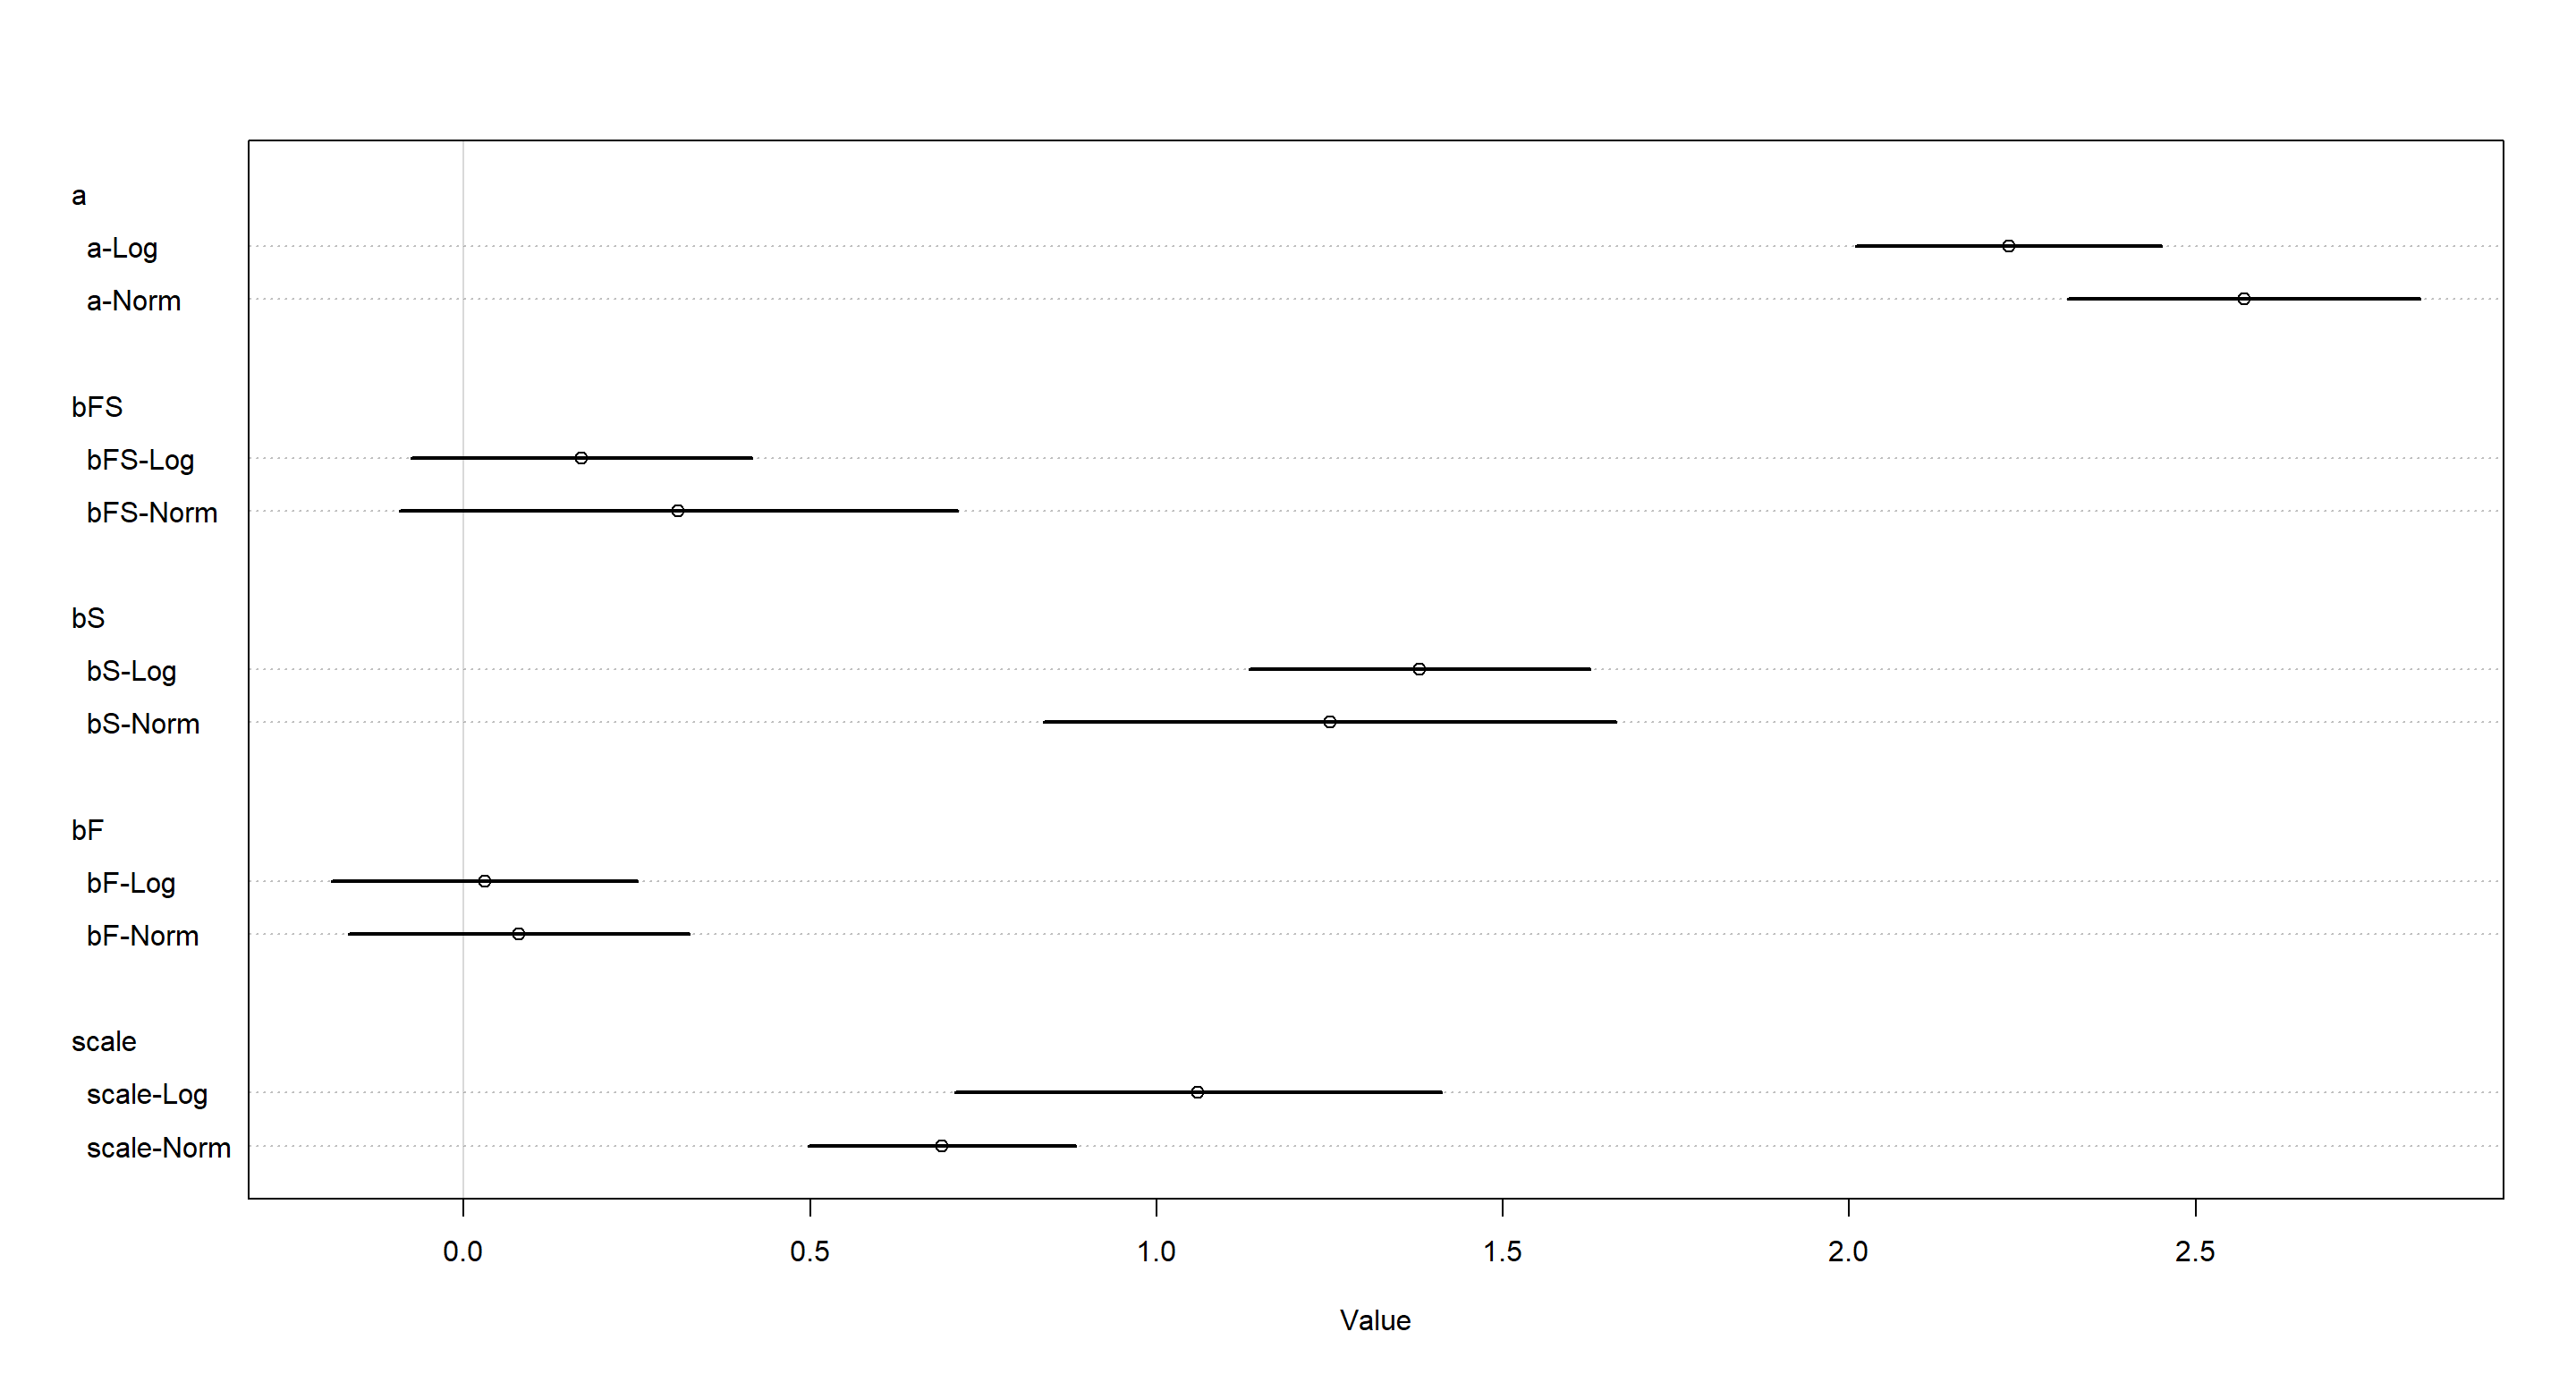 a
a-Log
a-Norm
bFS
bFS-Log
bFS-Norm
bS
bS-Log
bS-Norm
bF
bF-Log
bF-Norm
scale
scale-Log
scale-Norm
0.0 0.5 1.0 1.5 2.0 2.5
Value